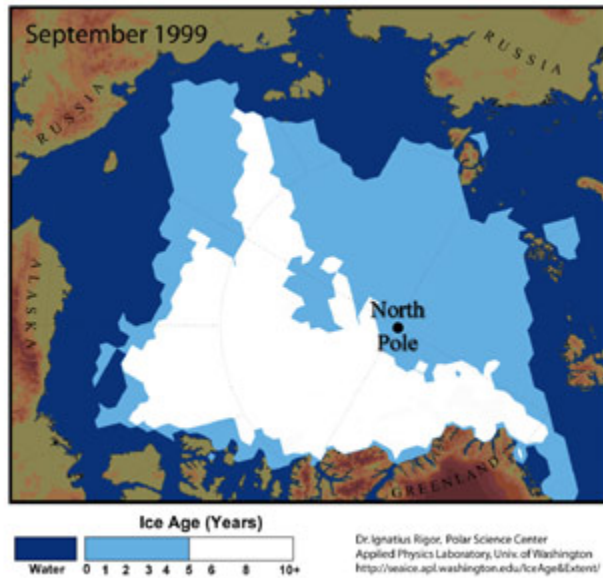 September 1999
RUSSIA
RUSSIA
ALASKA
North
Pole
GREENLAND
Ice Age (Years)
Water
0 1 2 3 4 5 6 8 10+
Dr. Ignatius Rigor, Polar Science Center
Applied Physics Laboratory, Univ. of Washington
http://seaice.apl.washington.edu/IceAge&Extent/